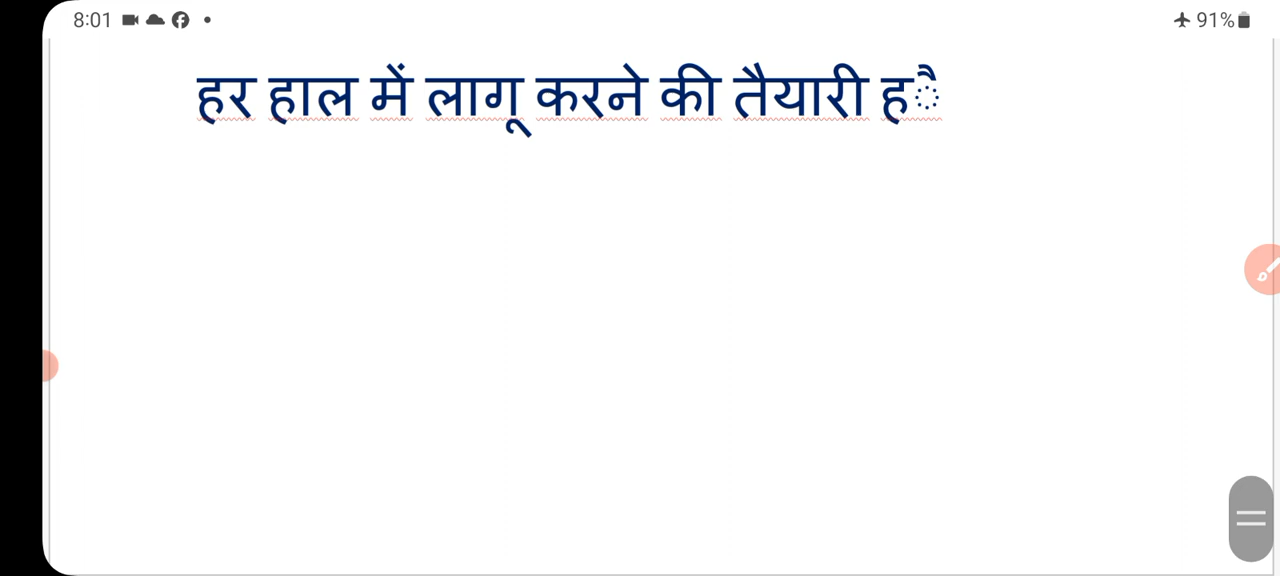 8:01 91%
हर हाल में लागू करने की तैयारी ह◌ै